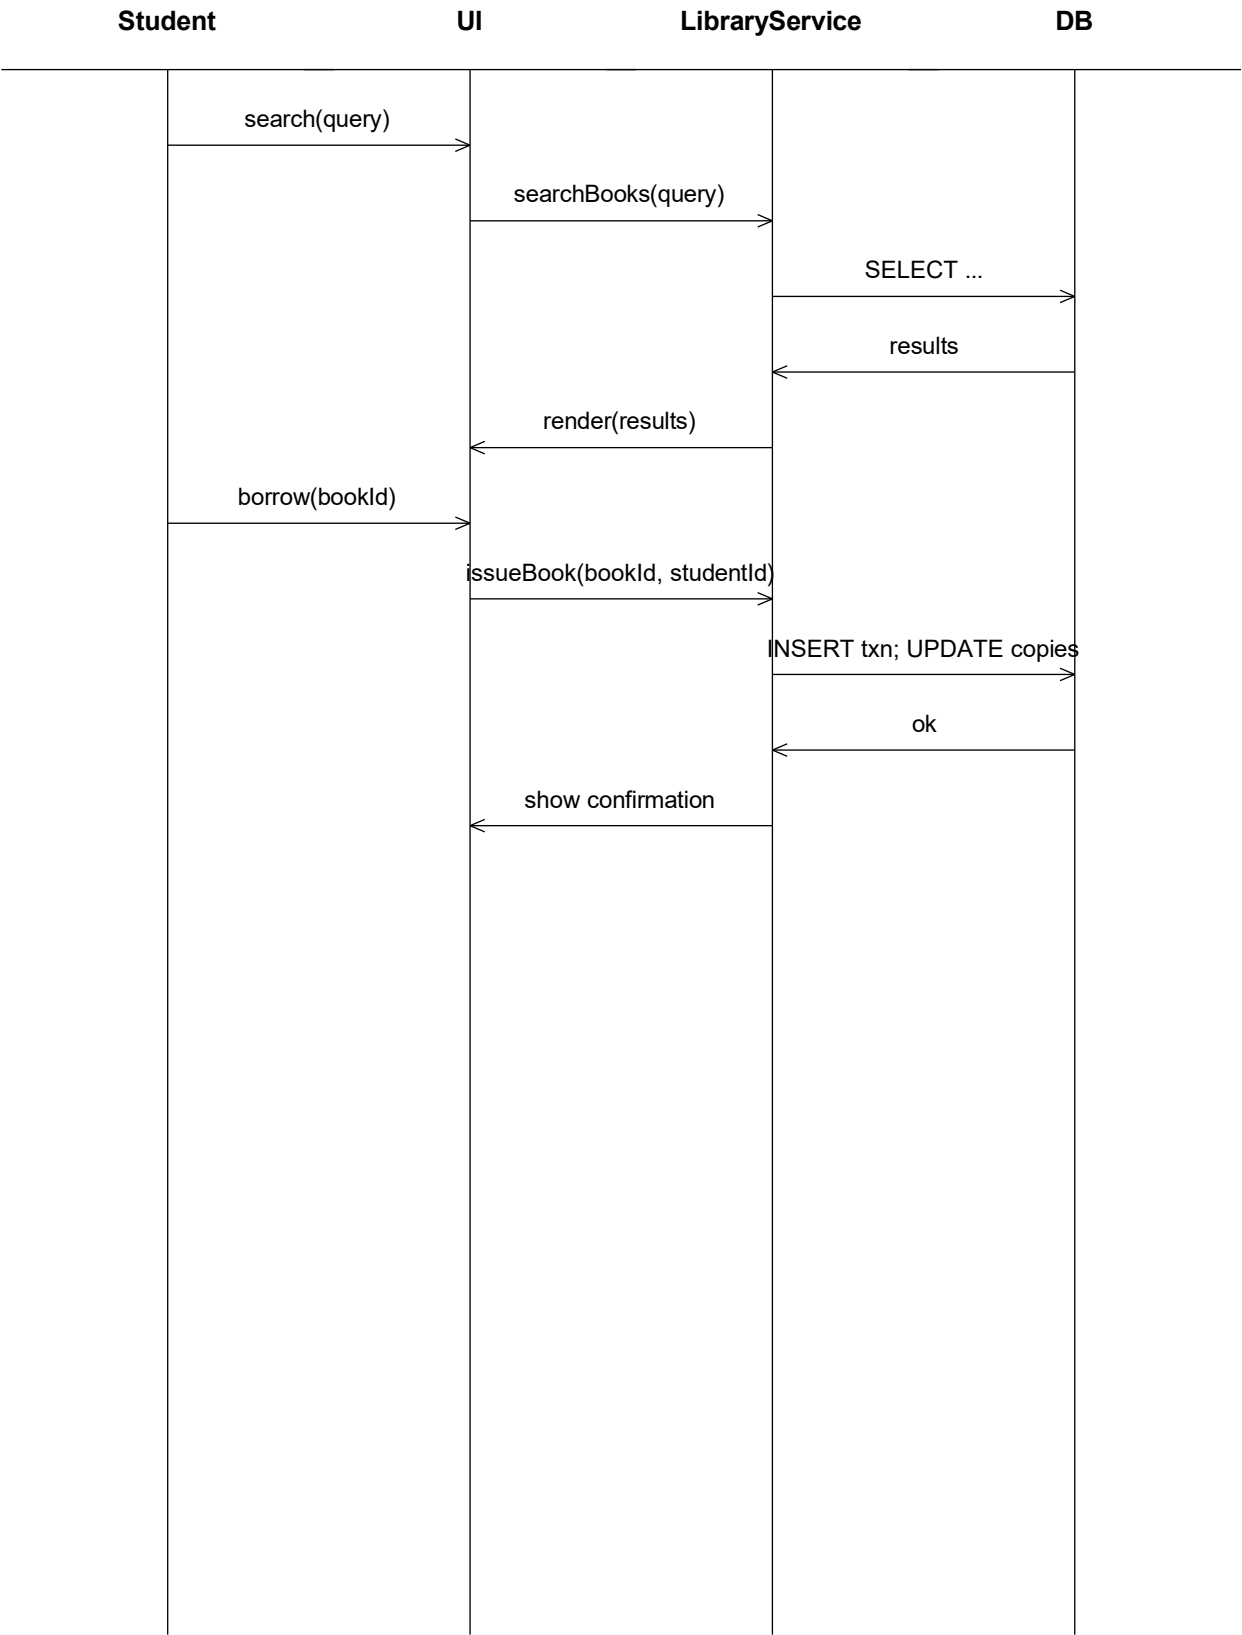 Student UI LibraryService DB
search(query)
searchBooks(query)
SELECT ...
results
render(results)
borrow(bookId)
issueBook(bookId, studentId)
INSERT txn; UPDATE copies
ok
show confirmation